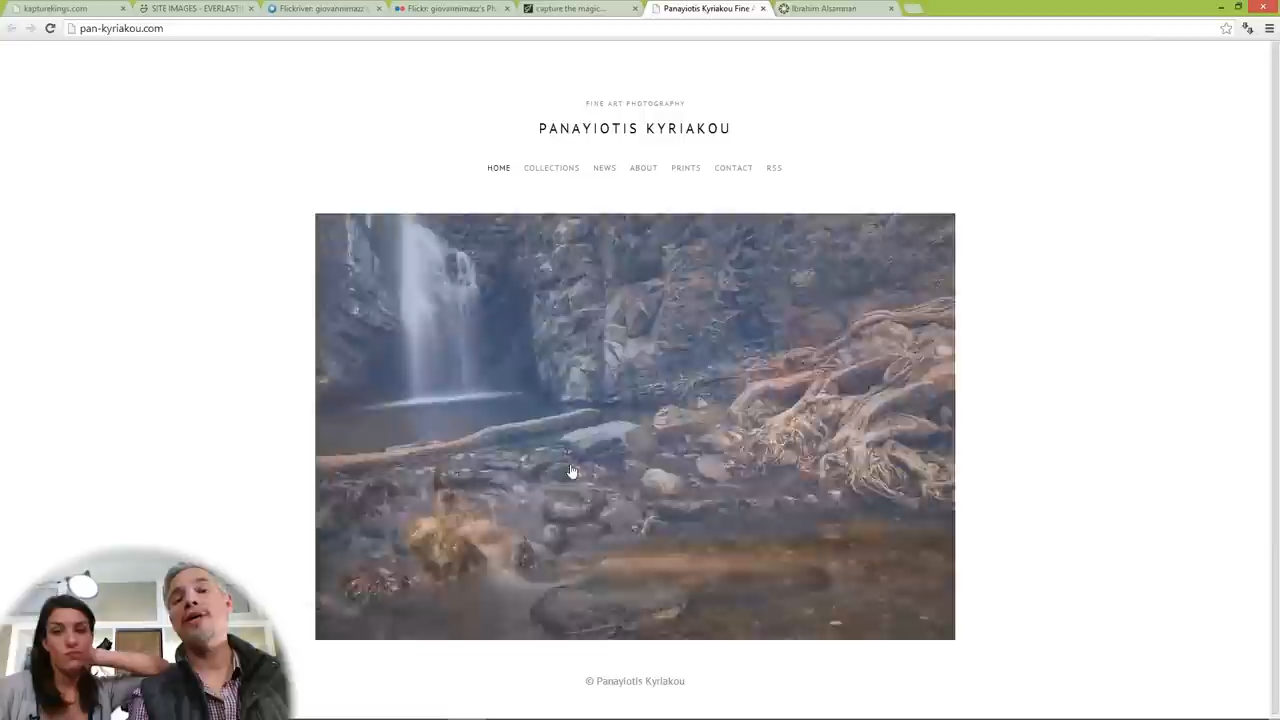 kapturekings.com
SITE IMAGES - EVERLAST
Flickriver: giovannimazz's
Flickr: giovannimazz's Ph
capture the magic...
Panayiotis Kyriakou Fine
Ibrahim Alsamman
pan-kyriakou.com
FINE ART PHOTOGRAPHY
PANAYIOTIS KYRIAKOU
HOME COLLECTIONS NEWS ABOUT PRINTS CONTACT RSS
© Panayiotis Kyriakou